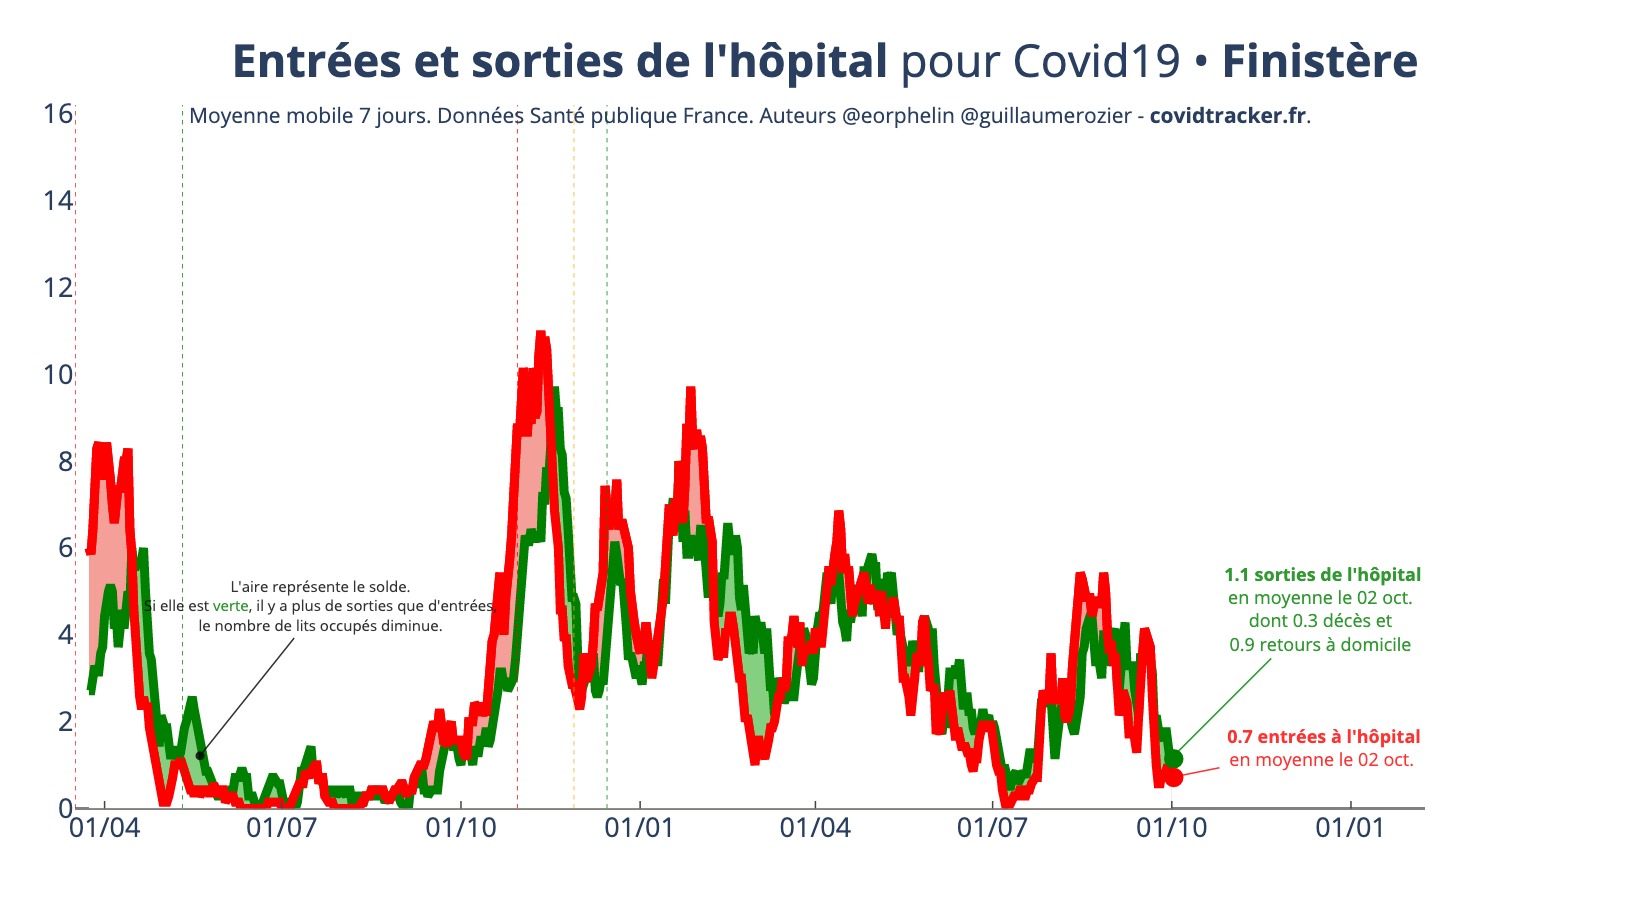 Entrées et sorties de l'hôpital pour Covid19 • Finistère
Moyenne mobile 7 jours. Données Santé publique France. Auteurs @eorphelin @guillaumerozier - covidtracker.fr.
16
14
12
10
8
6
4
2
0
L'aire représente le solde.
Si elle est verte, il y a plus de sorties que d'entrées,
le nombre de lits occupés diminue.
1.1 sorties de l'hôpital
en moyenne le 02 oct.
dont 0.3 décès et
0.9 retours à domicile
0.7 entrées à l'hôpital
en moyenne le 02 oct.
01/04 01/07 01/10 01/01 01/04 01/07 01/10 01/01